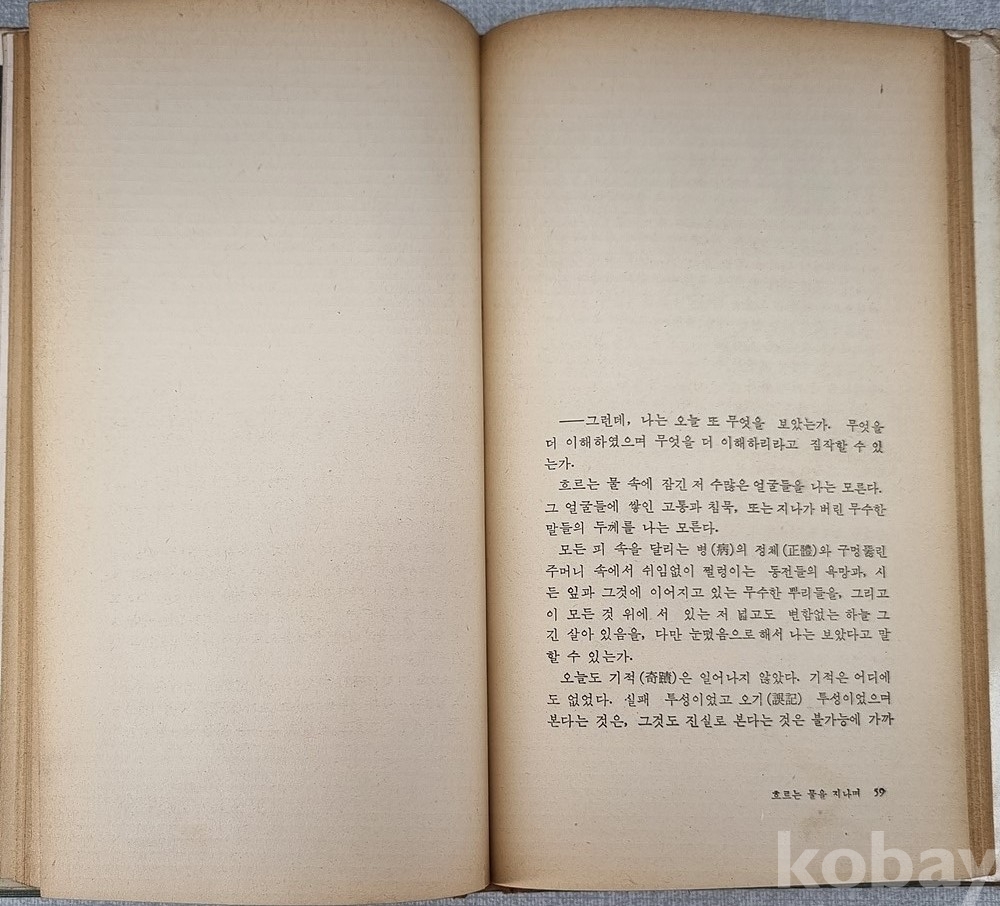 ——그런데, 나는 오늘 또 무엇을 보았는가. 무엇을
더 이해하였으며 무엇을 더 이해하리라고 짐작할 수 있
는가.
흐르는 물 속에 잠긴 저 수많은 얼굴들을 나는 모른다.
그 얼굴들에 쌓인 고통과 침묵, 또는 지나가 버린 무수한
말들의 두께를 나는 모른다.
모든 피 속을 달리는 병(病)의 정체(正體)와 구멍뚫린
주머니 속에서 쉬임없이 쩔렁이는 동전들의 욕망과, 시
든 잎과 그것에 이어지고 있는 무수한 뿌리들을, 그리고
이 모든 것 위에 서 있는 저 넓고도 변함없는 하늘 그
긴 살아 있음을, 다만 눈떴음으로 해서 나는 보았다고 말
할 수 있는가.
오늘도 기적(奇蹟)은 일어나지 않았다. 기적은 어디에
도 없었다. 실패 투성이었고 오기(誤記) 투성이었으며
본다는 것은, 그것도 진실로 본다는 것은 불가능에 가까
흐르는 물을 지나며 59
kobay